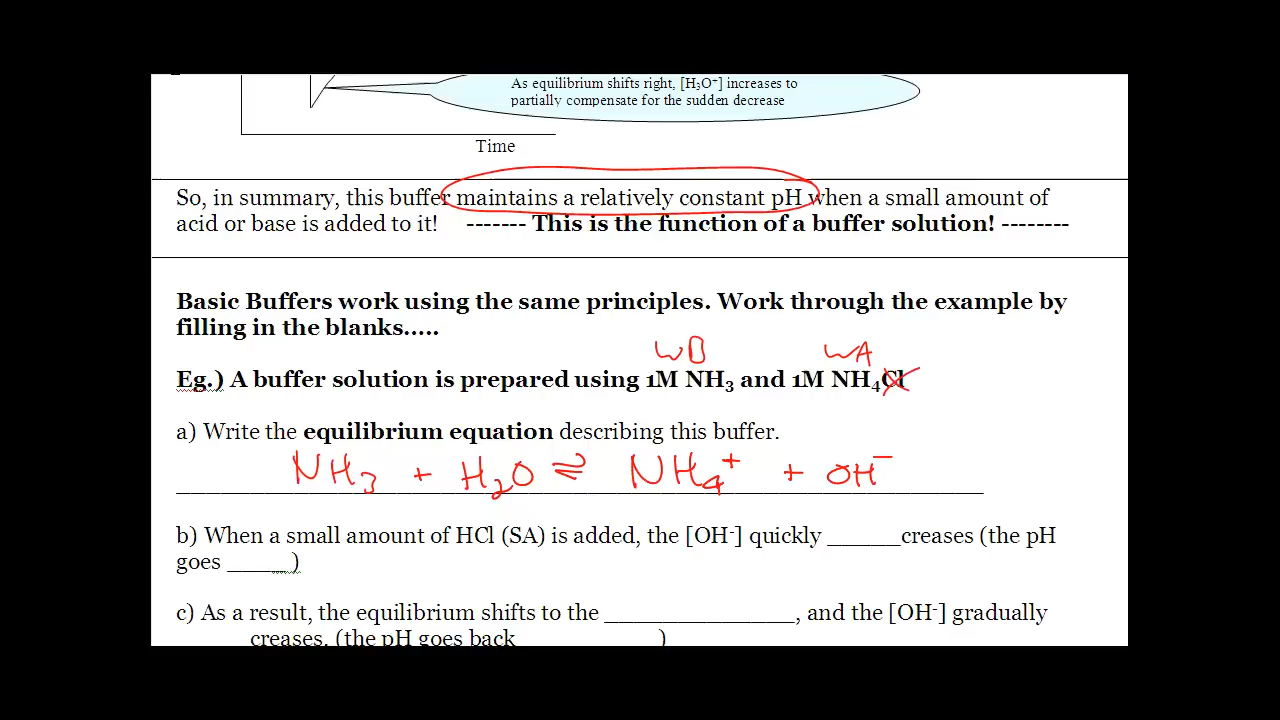 As equilibrium shifts right, [H₃O⁺] increases to
partially compensate for the sudden decrease
Time
So, in summary, this buffer maintains a relatively constant pH when a small amount of
acid or base is added to it! ------- This is the function of a buffer solution! --------
Basic Buffers work using the same principles. Work through the example by
filling in the blanks.....
WB WA
Eg.) A buffer solution is prepared using 1M NH₃ and 1M NH₄Cl
a) Write the equilibrium equation describing this buffer.
NH₃ + H₂O ⇌ NH₄⁺ + OH⁻
b) When a small amount of HCl (SA) is added, the [OH⁻] quickly _____creases (the pH
goes _____)
c) As a result, the equilibrium shifts to the _____________, and the [OH⁻] gradually
creases. (the pH goes back __________)